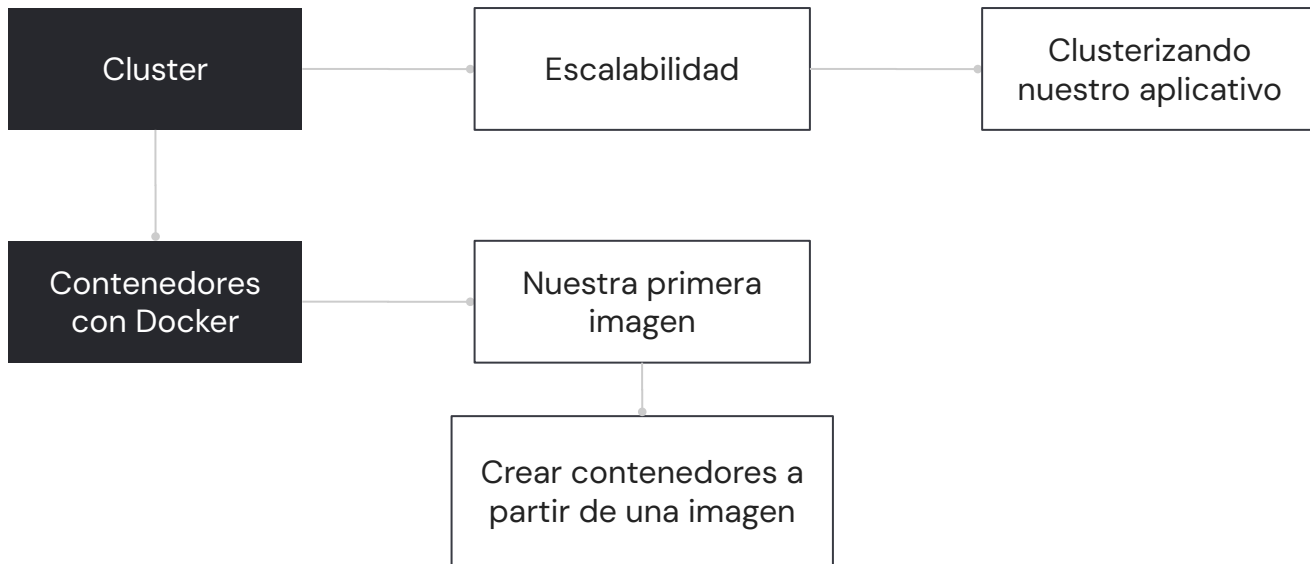 Cluster
Escalabilidad
Clusterizando
nuestro aplicativo
Contenedores
con Docker
Nuestra primera
imagen
Crear contenedores a
partir de una imagen